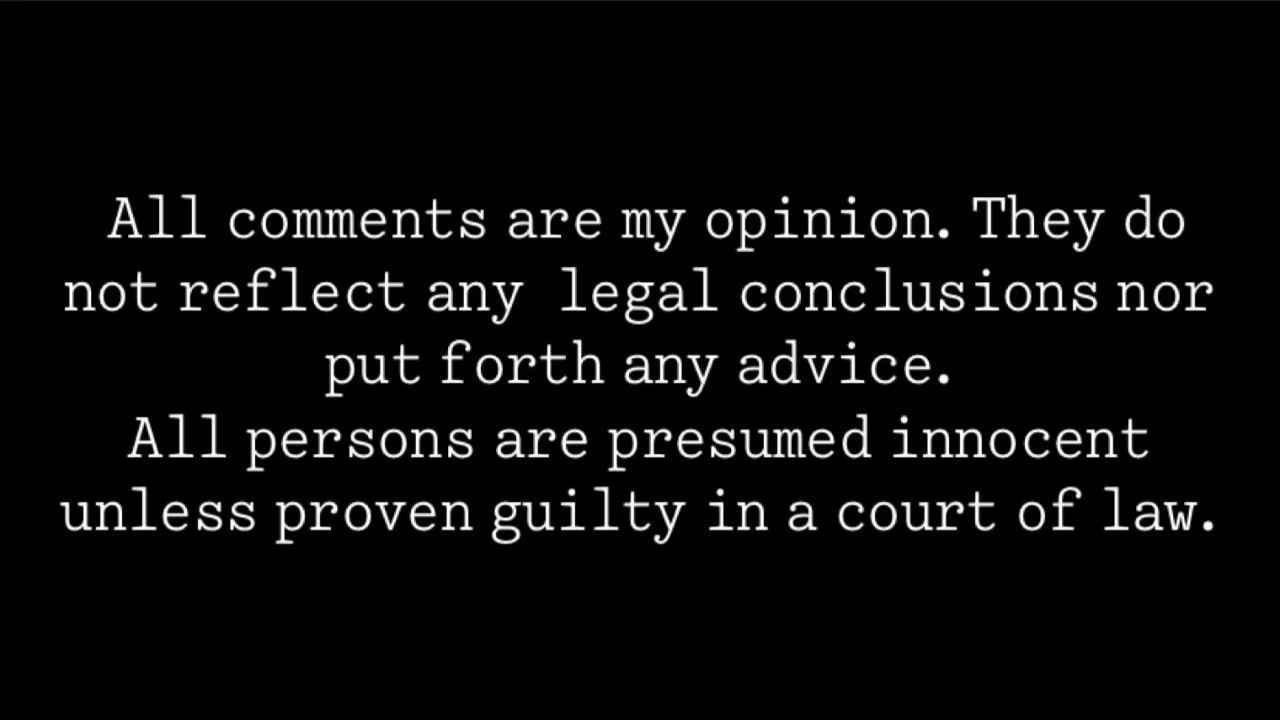 All comments are my opinion. They do
not reflect any legal conclusions nor
put forth any advice.
All persons are presumed innocent
unless proven guilty in a court of law.